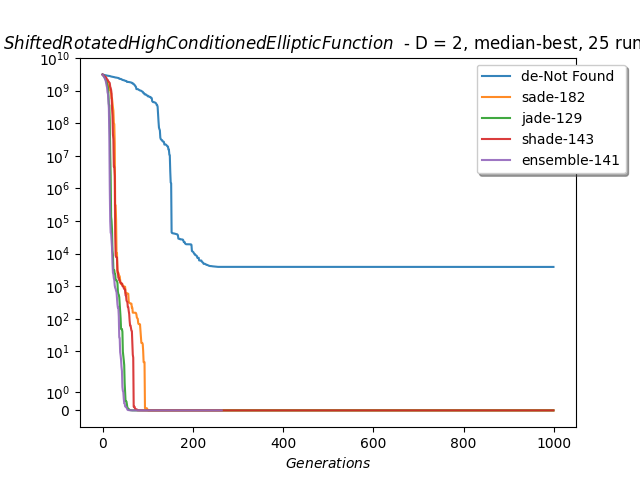 ShiftedRotatedHighConditionedEllipticFunction - D = 2, median-best, 25 run
10^10
10^9
10^8
10^7
10^6
10^5
10^4
10^3
10^2
10^1
10^0
0
de-Not Found
sade-182
jade-129
shade-143
ensemble-141
0 200 400 600 800 1000
Generations